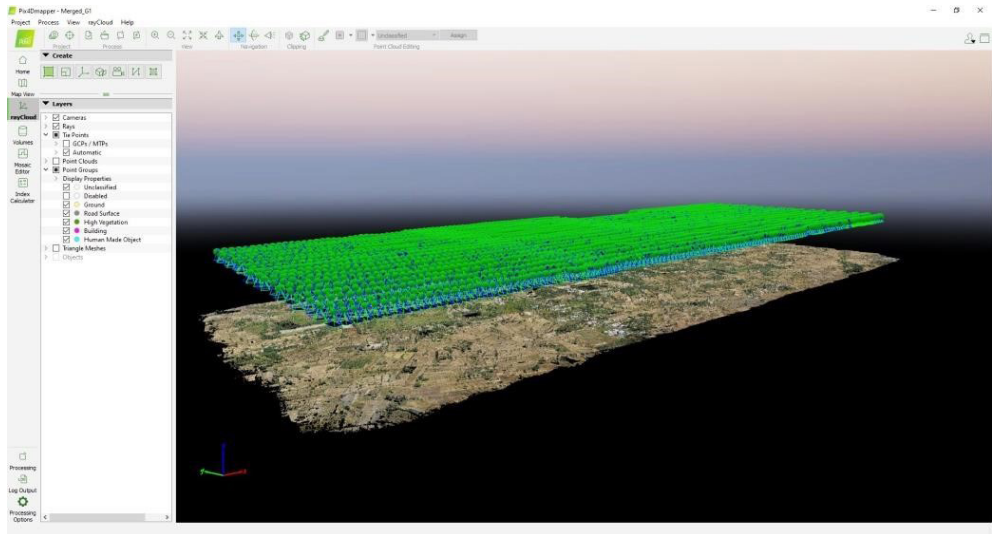 Pix4Dmapper - Merged_G1
Project Process View rayCloud Help
Project Process View Navigation Clipping Point Cloud Editing
Unclassified Assign
Create
Home
Map View
Layers
rayCloud
Cameras
Rays
Tie Points
GCPs / MTPs
Automatic
Volumes
Point Clouds
Point Groups
Mosaic
Editor
Display Properties
Unclassified
Disabled
Index
Calculator
Ground
Road Surface
High Vegetation
Building
Human Made Object
Triangle Meshes
Objects
Processing
Log Output
Processing
Options